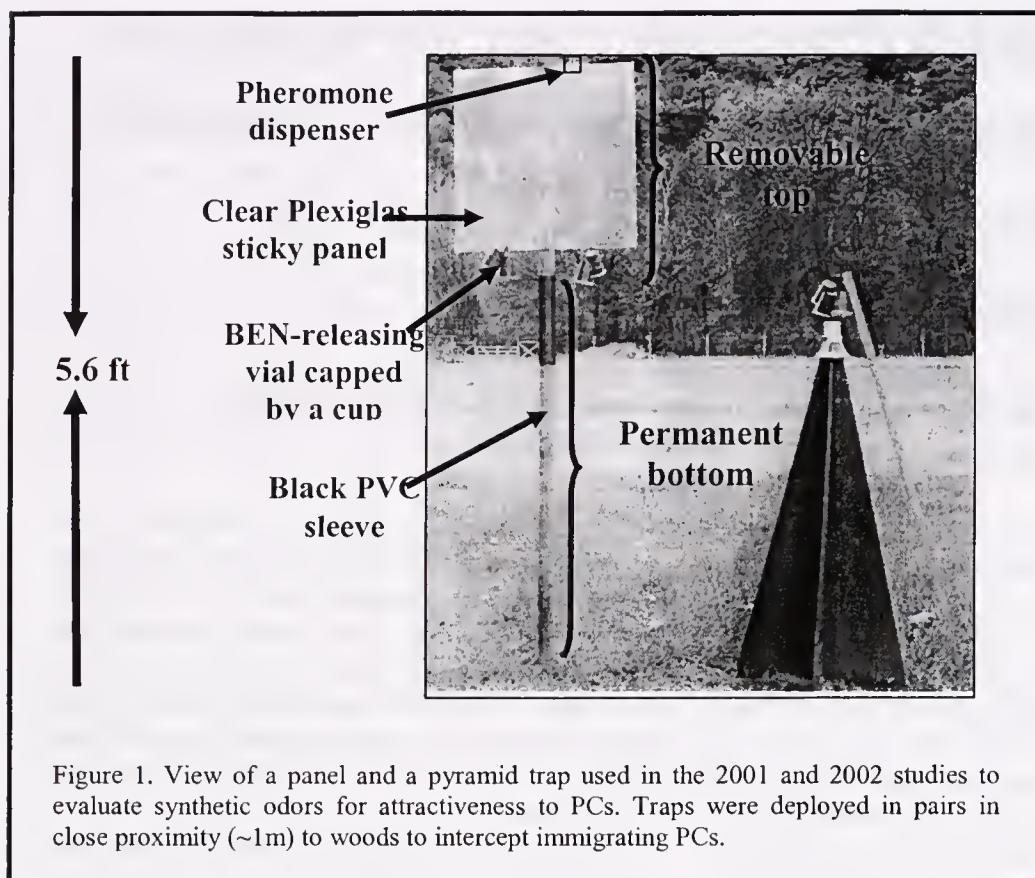 Pheromone
dispenser
Removable
top
Clear Plexiglas
sticky panel
BEN-releasing
vial capped
by a cup
5.6 ft
Permanent
bottom
Black PVC
sleeve
Figure 1. View of a panel and a pyramid trap used in the 2001 and 2002 studies to
evaluate synthetic odors for attractiveness to PCs. Traps were deployed in pairs in
close proximity (~1m) to woods to intercept immigrating PCs.